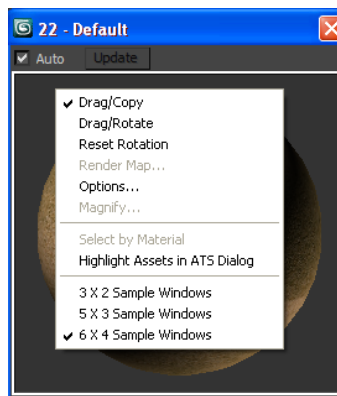 22 - Default
Auto Update
Drag/Copy
Drag/Rotate
Reset Rotation
Render Map...
Options...
Magnify...
Select by Material
Highlight Assets in ATS Dialog
3 X 2 Sample Windows
5 X 3 Sample Windows
6 X 4 Sample Windows